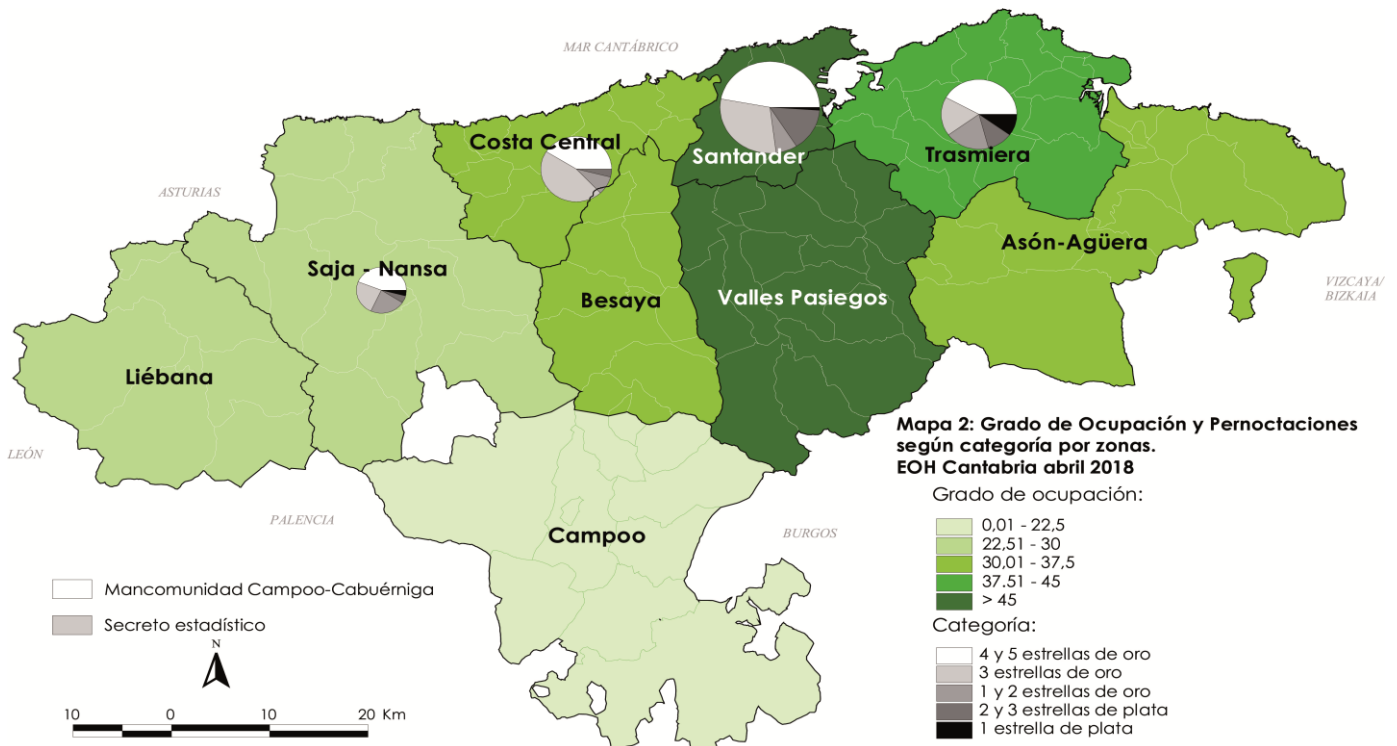 MAR CANTÁBRICO
Costa Central
Santander
Trasmiera
ASTURIAS
Asón-Agüera
Saja - Nansa
Besaya
Valles Pasiegos
VIZCAYA/
BIZKAIA
Liébana
LEÓN
Mapa 2: Grado de Ocupación y Pernoctaciones
según categoría por zonas.
EOH Cantabria abril 2018
PALENCIA
Campoo
BURGOS
Grado de ocupación:
0,01 - 22,5
22,51 - 30
30,01 - 37,5
37,51 - 45
> 45
Mancomunidad Campoo-Cabuérniga
Secreto estadístico
Categoría:
4 y 5 estrellas de oro
3 estrellas de oro
1 y 2 estrellas de oro
2 y 3 estrellas de plata
1 estrella de plata
N
10 0 10 20 Km